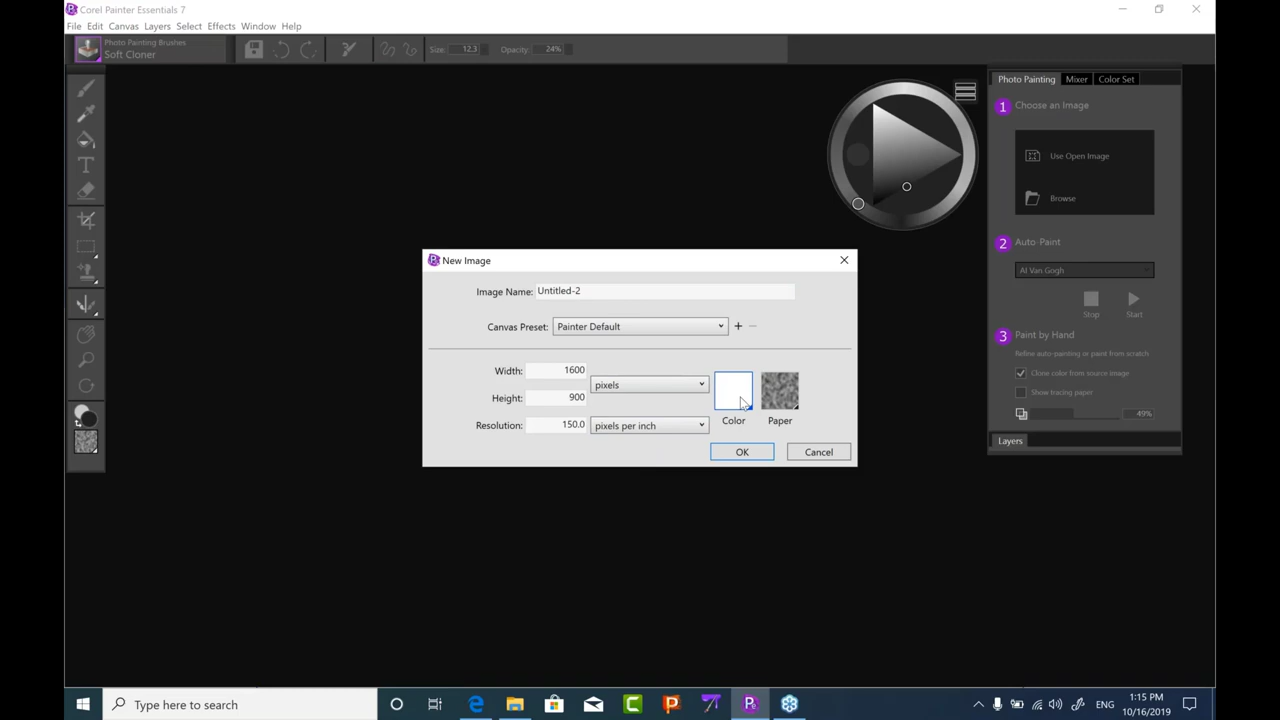 Corel Painter Essentials 7
File Edit Canvas Layers Select Effects Window Help
Photo Painting Brushes
Soft Cloner
Size: 12.3 Opacity: 24%
Photo Painting Mixer Color Set
1 Choose an Image
Use Open Image
Browse
2 Auto-Paint
AI Van Gogh
Stop Start
3 Paint by Hand
Refine auto-painting or paint from scratch
Clone color from source image
Show tracing paper
49%
Layers
New Image
Image Name: Untitled-2
Canvas Preset: Painter Default
Width: 1600
pixels
Height: 900
Resolution: 150.0 pixels per inch
Color Paper
OK Cancel
Type here to search
ENG
1:15 PM
10/16/2019